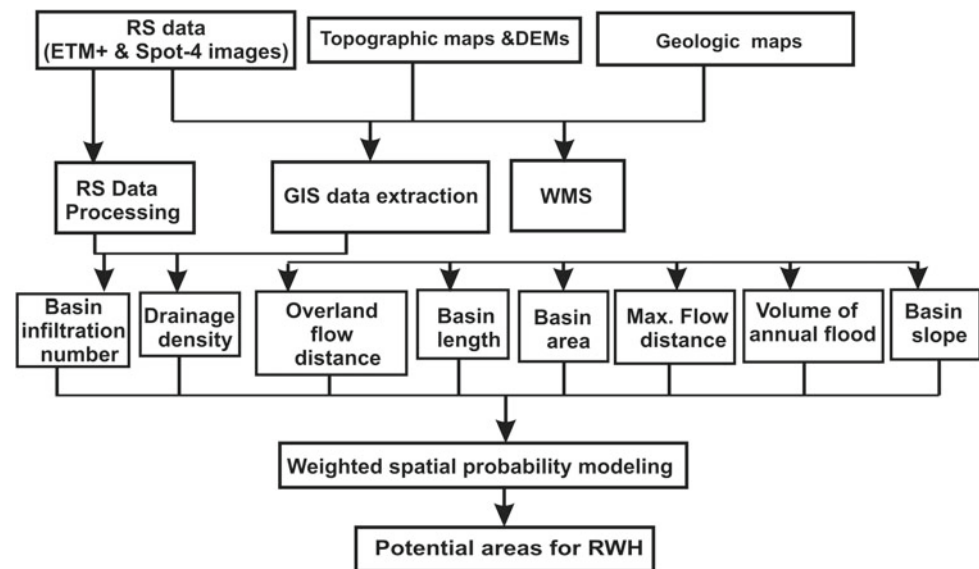 RS data
(ETM+ & Spot-4 images)
Topographic maps &DEMs
Geologic maps
RS Data
Processing
GIS data extraction
WMS
Basin
infiltration
number
Drainage
density
Overland
flow
distance
Basin
length
Basin
area
Max. Flow
distance
Volume of
annual flood
Basin
slope
Weighted spatial probability modeling
Potential areas for RWH